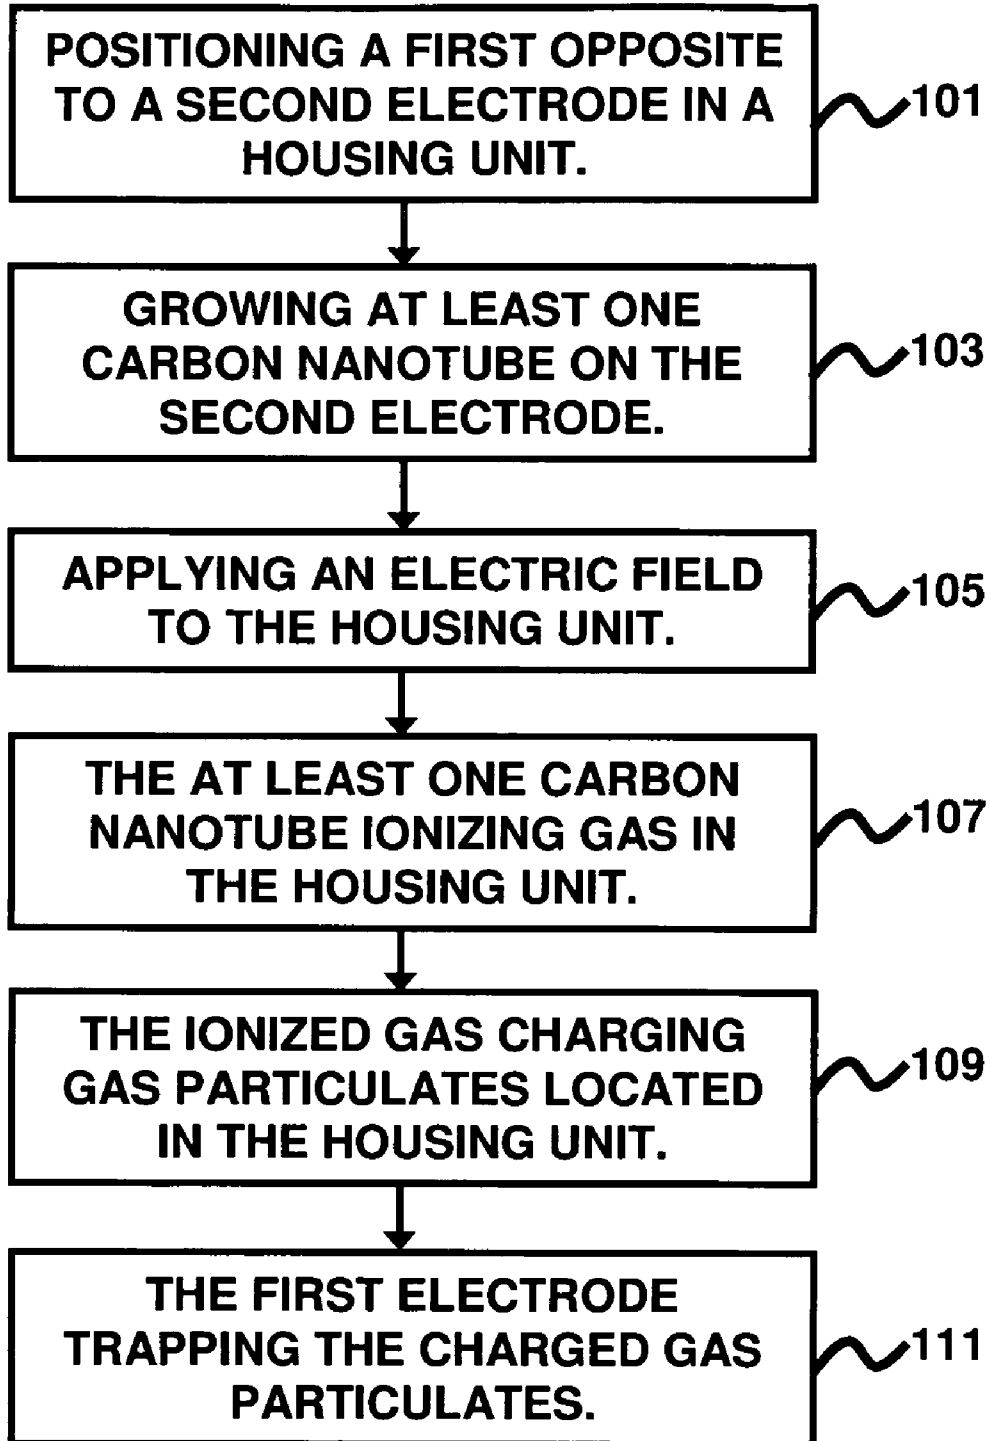 POSITIONING A FIRST OPPOSITE
TO A SECOND ELECTRODE IN A
HOUSING UNIT.
101
GROWING AT LEAST ONE
CARBON NANOTUBE ON THE
SECOND ELECTRODE.
103
APPLYING AN ELECTRIC FIELD
TO THE HOUSING UNIT.
105
THE AT LEAST ONE CARBON
NANOTUBE IONIZING GAS IN
THE HOUSING UNIT.
107
THE IONIZED GAS CHARGING
GAS PARTICULATES LOCATED
IN THE HOUSING UNIT.
109
THE FIRST ELECTRODE
TRAPPING THE CHARGED GAS
PARTICULATES.
111